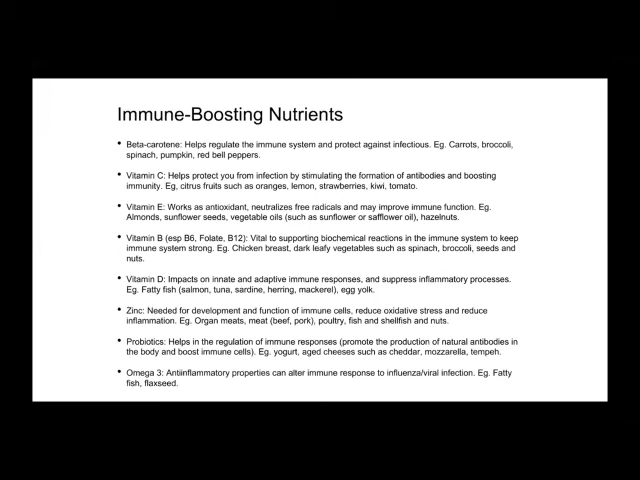 Immune-Boosting Nutrients
• Beta-carotene: Helps regulate the immune system and protect against infectious. Eg. Carrots, broccoli,
spinach, pumpkin, red bell peppers.
• Vitamin C: Helps protect you from infection by stimulating the formation of antibodies and boosting
immunity. Eg, citrus fruits such as oranges, lemon, strawberries, kiwi, tomato.
• Vitamin E: Works as antioxidant, neutralizes free radicals and may improve immune function. Eg.
Almonds, sunflower seeds, vegetable oils (such as sunflower or safflower oil), hazelnuts.
• Vitamin B (esp B6, Folate, B12): Vital to supporting biochemical reactions in the immune system to keep
immune system strong. Eg. Chicken breast, dark leafy vegetables such as spinach, broccoli, seeds and
nuts.
• Vitamin D: Impacts on innate and adaptive immune responses, and suppress inflammatory processes.
Eg. Fatty fish (salmon, tuna, sardine, herring, mackerel), egg yolk.
• Zinc: Needed for development and function of immune cells, reduce oxidative stress and reduce
inflammation. Eg. Organ meats, meat (beef, pork), poultry, fish and shellfish and nuts.
• Probiotics: Helps in the regulation of immune responses (promote the production of natural antibodies in
the body and boost immune cells). Eg. yogurt, aged cheeses such as cheddar, mozzarella, tempeh.
• Omega 3: Antiinflammatory properties can alter immune response to influenza/viral infection. Eg. Fatty
fish, flaxseed.